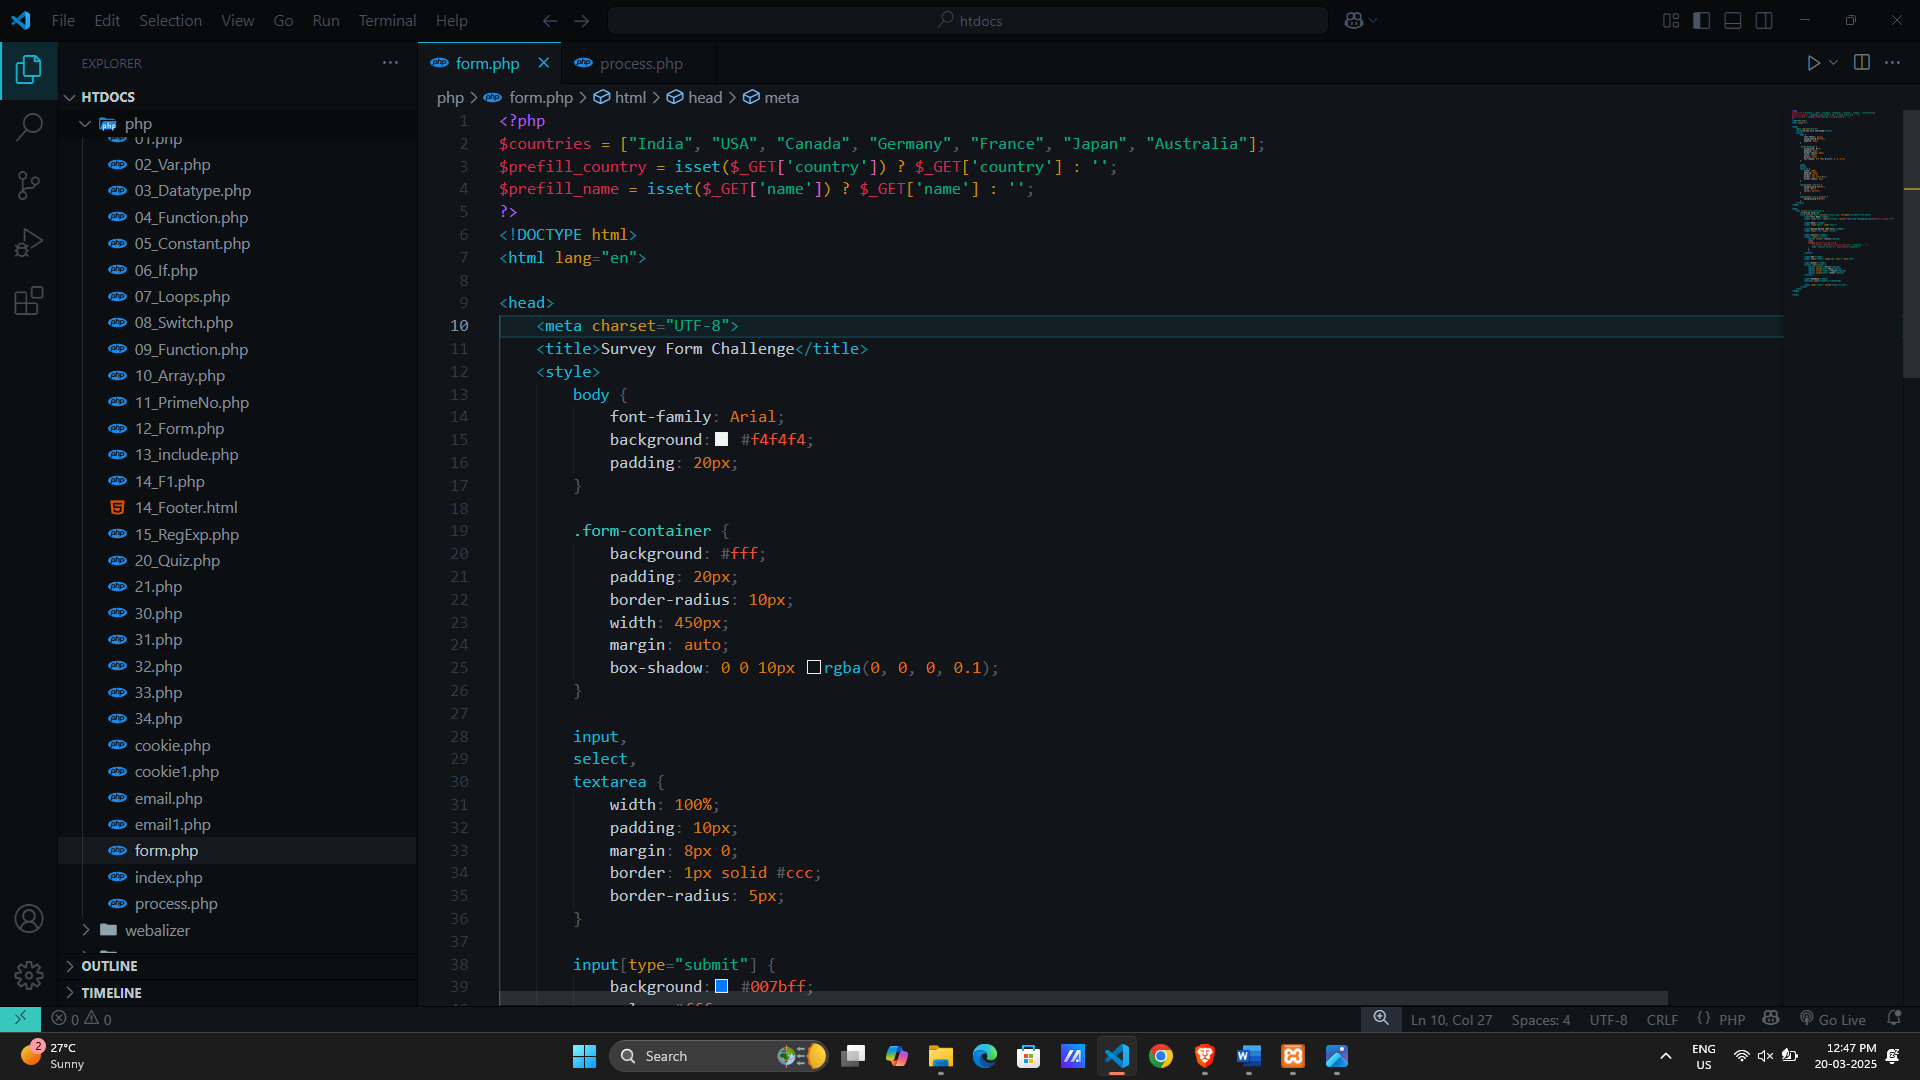 File Edit Selection View Go Run Terminal Help
htdocs
EXPLORER
HTDOCS
php
01.php
02_Var.php
03_Datatype.php
04_Function.php
05_Constant.php
06_If.php
07_Loops.php
08_Switch.php
09_Function.php
10_Array.php
11_PrimeNo.php
12_Form.php
13_include.php
14_F1.php
14_Footer.html
15_RegExp.php
20_Quiz.php
21.php
30.php
31.php
32.php
33.php
34.php
cookie.php
cookie1.php
email.php
email1.php
form.php
index.php
process.php
webalizer
OUTLINE
TIMELINE
form.php process.php
php > form.php > html > head > meta
1 <?php
2 $countries = ["India", "USA", "Canada", "Germany", "France", "Japan", "Australia"];
3 $prefill_country = isset($_GET['country']) ? $_GET['country'] : '';
4 $prefill_name = isset($_GET['name']) ? $_GET['name'] : '';
5 ?>
6 <!DOCTYPE html>
7 <html lang="en">
8
9 <head>
10 <meta charset="UTF-8">
11 <title>Survey Form Challenge</title>
12 <style>
13 body {
14 font-family: Arial;
15 background: #f4f4f4;
16 padding: 20px;
17 }
18
19 .form-container {
20 background: #fff;
21 padding: 20px;
22 border-radius: 10px;
23 width: 450px;
24 margin: auto;
25 box-shadow: 0 0 10px rgba(0, 0, 0, 0.1);
26 }
27
28 input,
29 select,
30 textarea {
31 width: 100%;
32 padding: 10px;
33 margin: 8px 0;
34 border: 1px solid #ccc;
35 border-radius: 5px;
36 }
37
38 input[type="submit"] {
39 background: #007bff;
0 0 Ln 10, Col 27 Spaces: 4 UTF-8 CRLF {} PHP Go Live
2 27°C
Sunny
Search
ENG
US
12:47 PM
20-03-2025